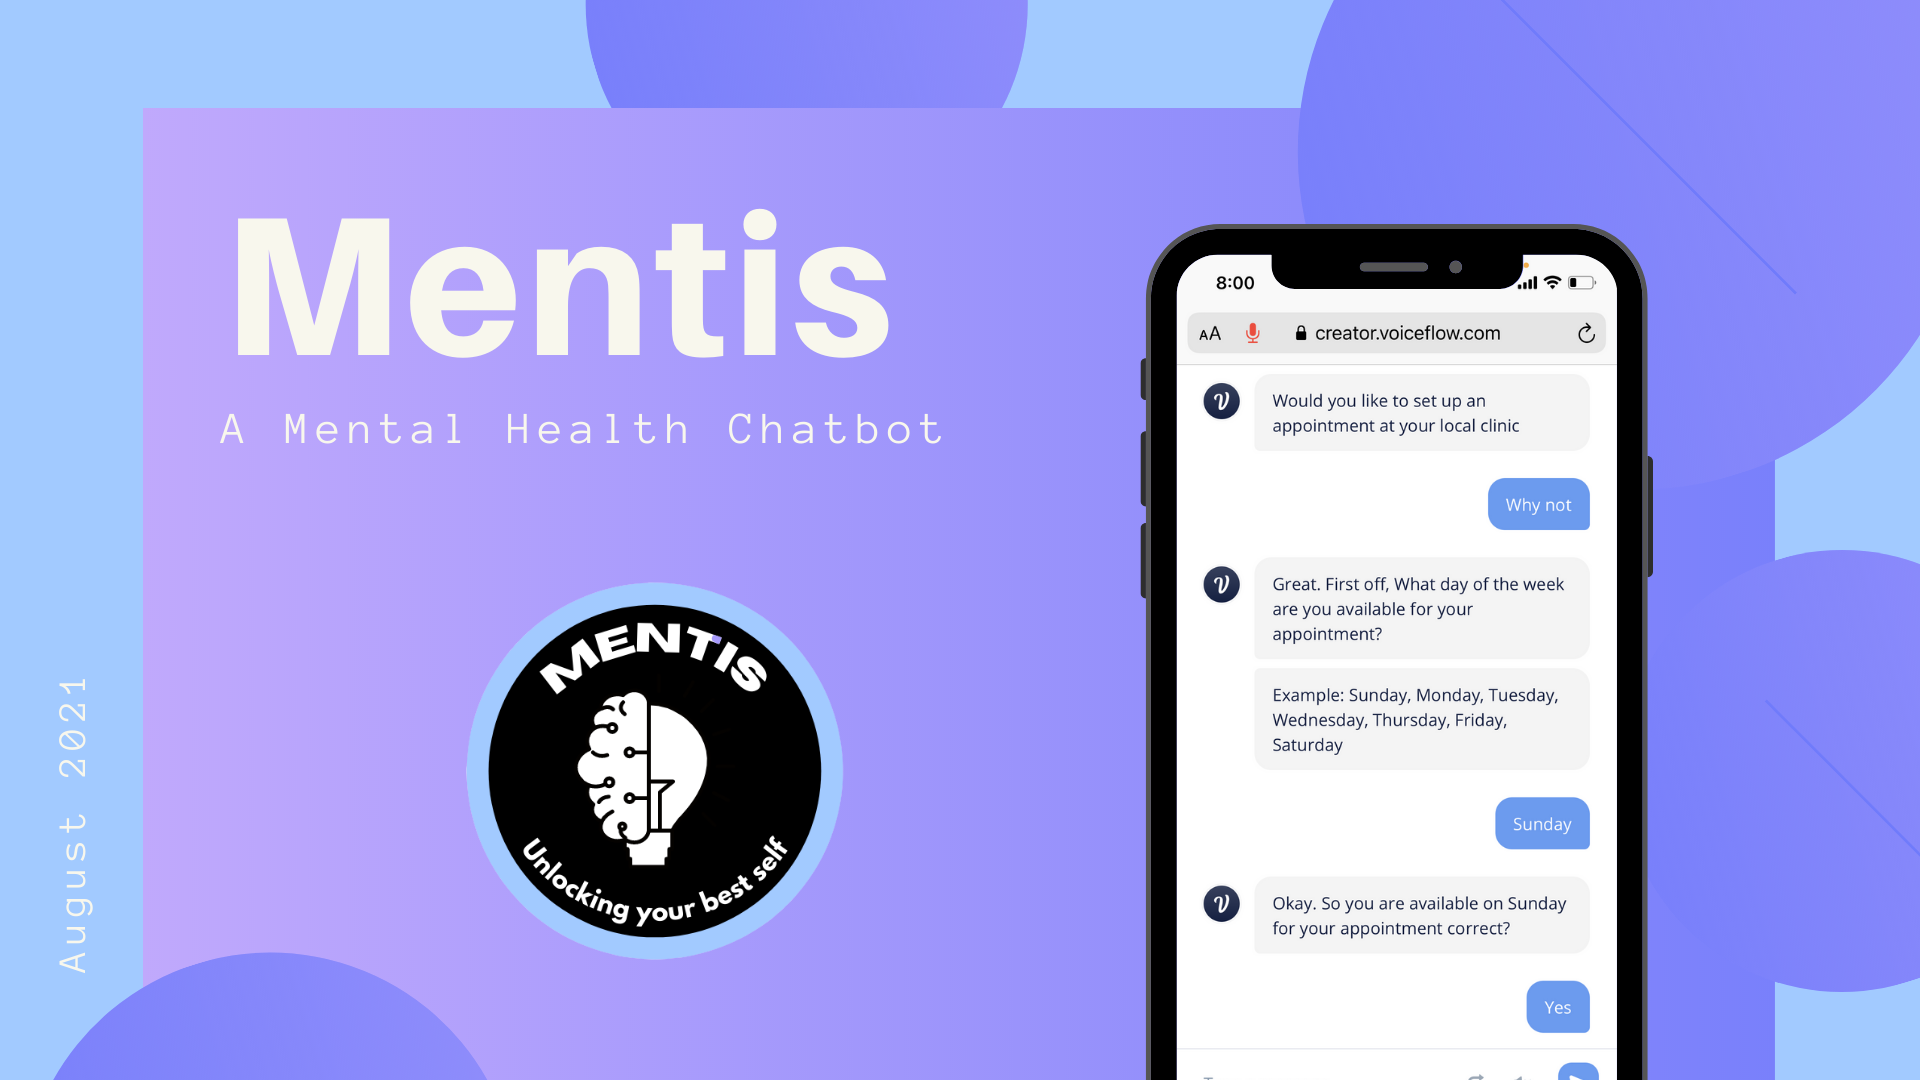 Mentis
A Mental Health Chatbot
August 2021
MENTIS
Unlocking your best self
8:00
AA
creator.voiceflow.com
Would you like to set up an
appointment at your local clinic
Why not
Great. First off, What day of the week
are you available for your
appointment?
Example: Sunday, Monday, Tuesday,
Wednesday, Thursday, Friday,
Saturday
Sunday
Okay. So you are available on Sunday
for your appointment correct?
Yes